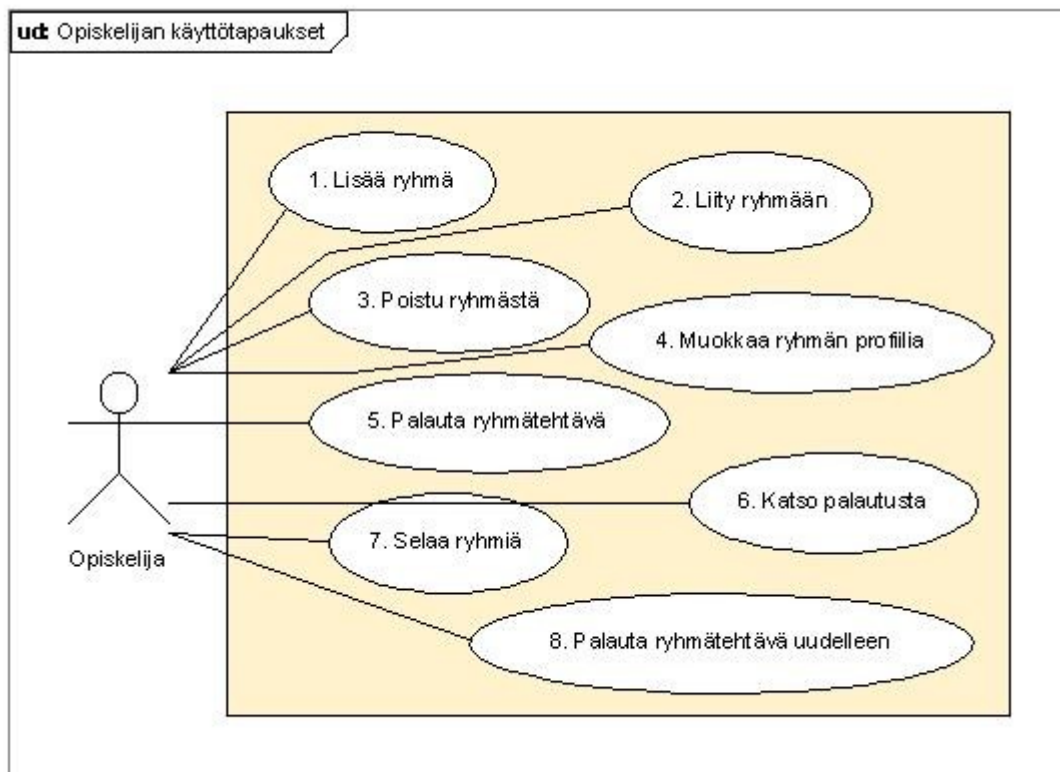 ud: Opiskelijan käyttötapaukset
1. Lisää ryhmä
2. Liity ryhmään
3. Poistu ryhmästä
4. Muokkaa ryhmän profiilia
5. Palauta ryhmätehtävä
6. Katso palautusta
7. Selaa ryhmiä
Opiskelija
8. Palauta ryhmätehtävä uudelleen